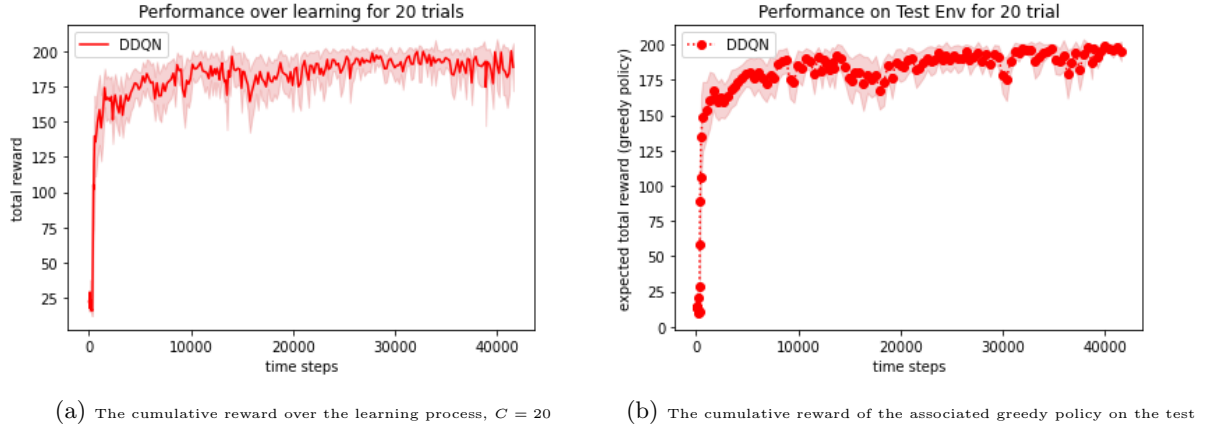 Performance over learning for 20 trials
DDQN
200
175
150
125
100
75
50
25
total reward
0
10000
20000
30000
40000
time steps
(a) The cumulative reward over the learning process, C = 20
Performance on Test Env for 20 trial
DDQN
200
175
150
125
100
75
50
25
0
expected total reward (greedy policy)
0
10000
20000
30000
40000
time steps
(b) The cumulative reward of the associated greedy policy on the test